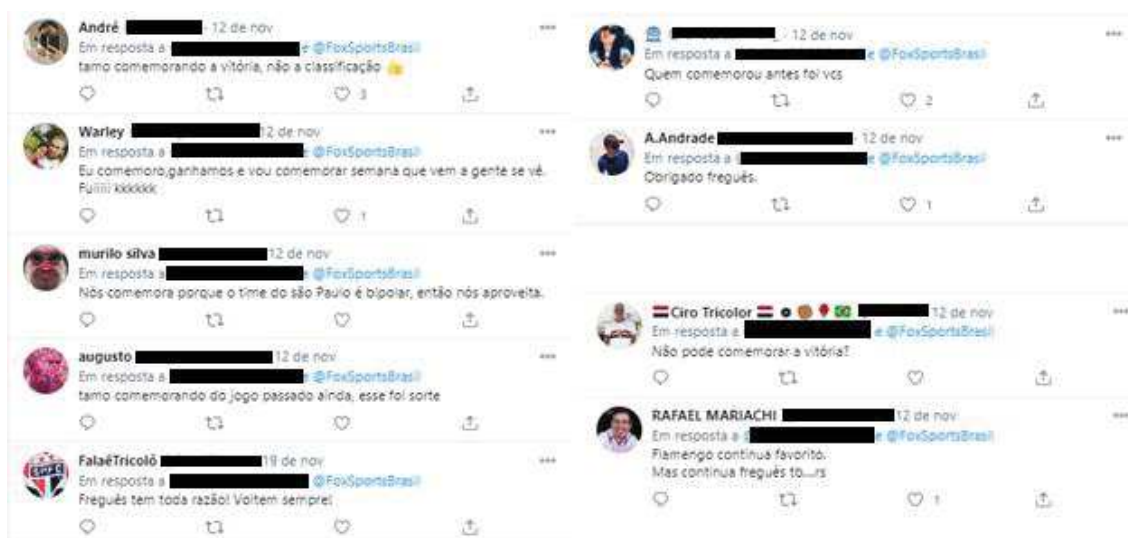 André · 12 de nov
Em resposta a e @FoxSportsBrasil
tamo comemorando a vitória, não a classificação 👍
3
Warley 12 de nov
Em resposta a e @FoxSportsBrasil
Eu comemoro,ganhamos e vou comemorar semana que vem a gente se vê.
Fuiiiii kkkkkk
1
murilo silva 12 de nov
Em resposta a e @FoxSportsBrasil
Nós comemora porque o time do são Paulo é bipolar, então nós aproveita.
augusto 12 de nov
Em resposta a e @FoxSportsBrasil
tamo comemorando do jogo passado ainda, esse foi sorte
FalaêTricolô 19 de nov
Em resposta a @FoxSportsBrasil
Freguês tem toda razão! Voltem sempre!
· 12 de nov
Em resposta a e @FoxSportsBrasil
Quem comemorou antes foi vcs
2
A.Andrade · 12 de nov
Em resposta a e @FoxSportsBrasil
Obrigado freguês.
1
Ciro Tricolor 12 de nov
Em resposta a e @FoxSportsBrasil
Não pode comemorar a vitória?
RAFAEL MARIACHI 12 de nov
Em resposta a e @FoxSportsBrasil
Flamengo continua favorito.
Mas continua freguês to....rs
1